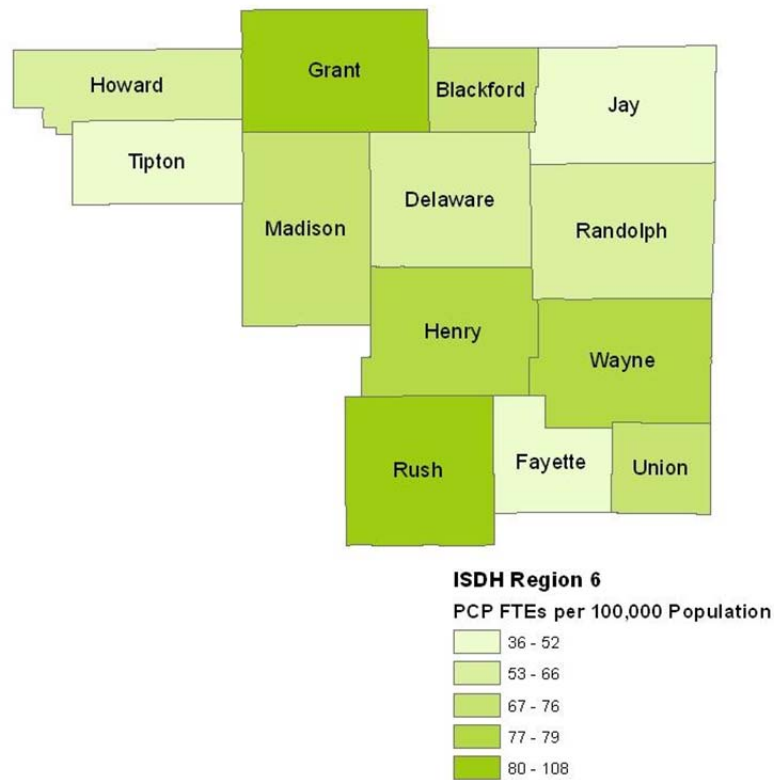 Grant
Howard
Blackford
Jay
Tipton
Delaware
Madison
Randolph
Henry
Wayne
Rush
Fayette
Union
ISDH Region 6
PCP FTEs per 100,000 Population
36 - 52
53 - 66
67 - 76
77 - 79
80 - 108